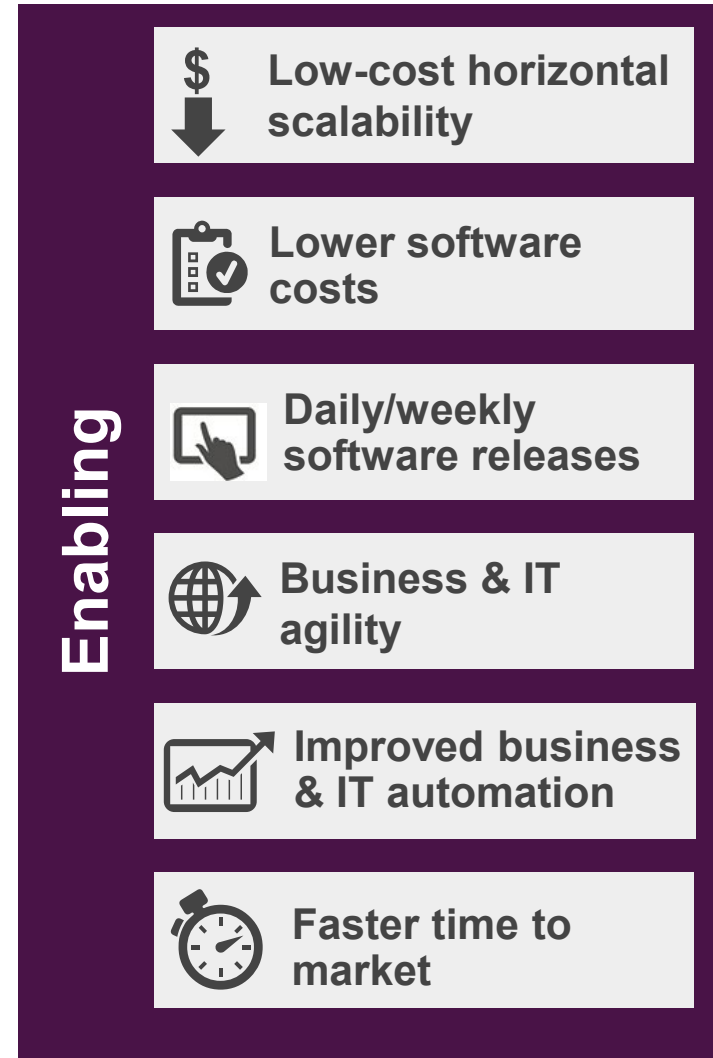 Enabling
$
Low-cost horizontal
scalability
Lower software
costs
Daily/weekly
software releases
Business & IT
agility
Improved business
& IT automation
Faster time to
market